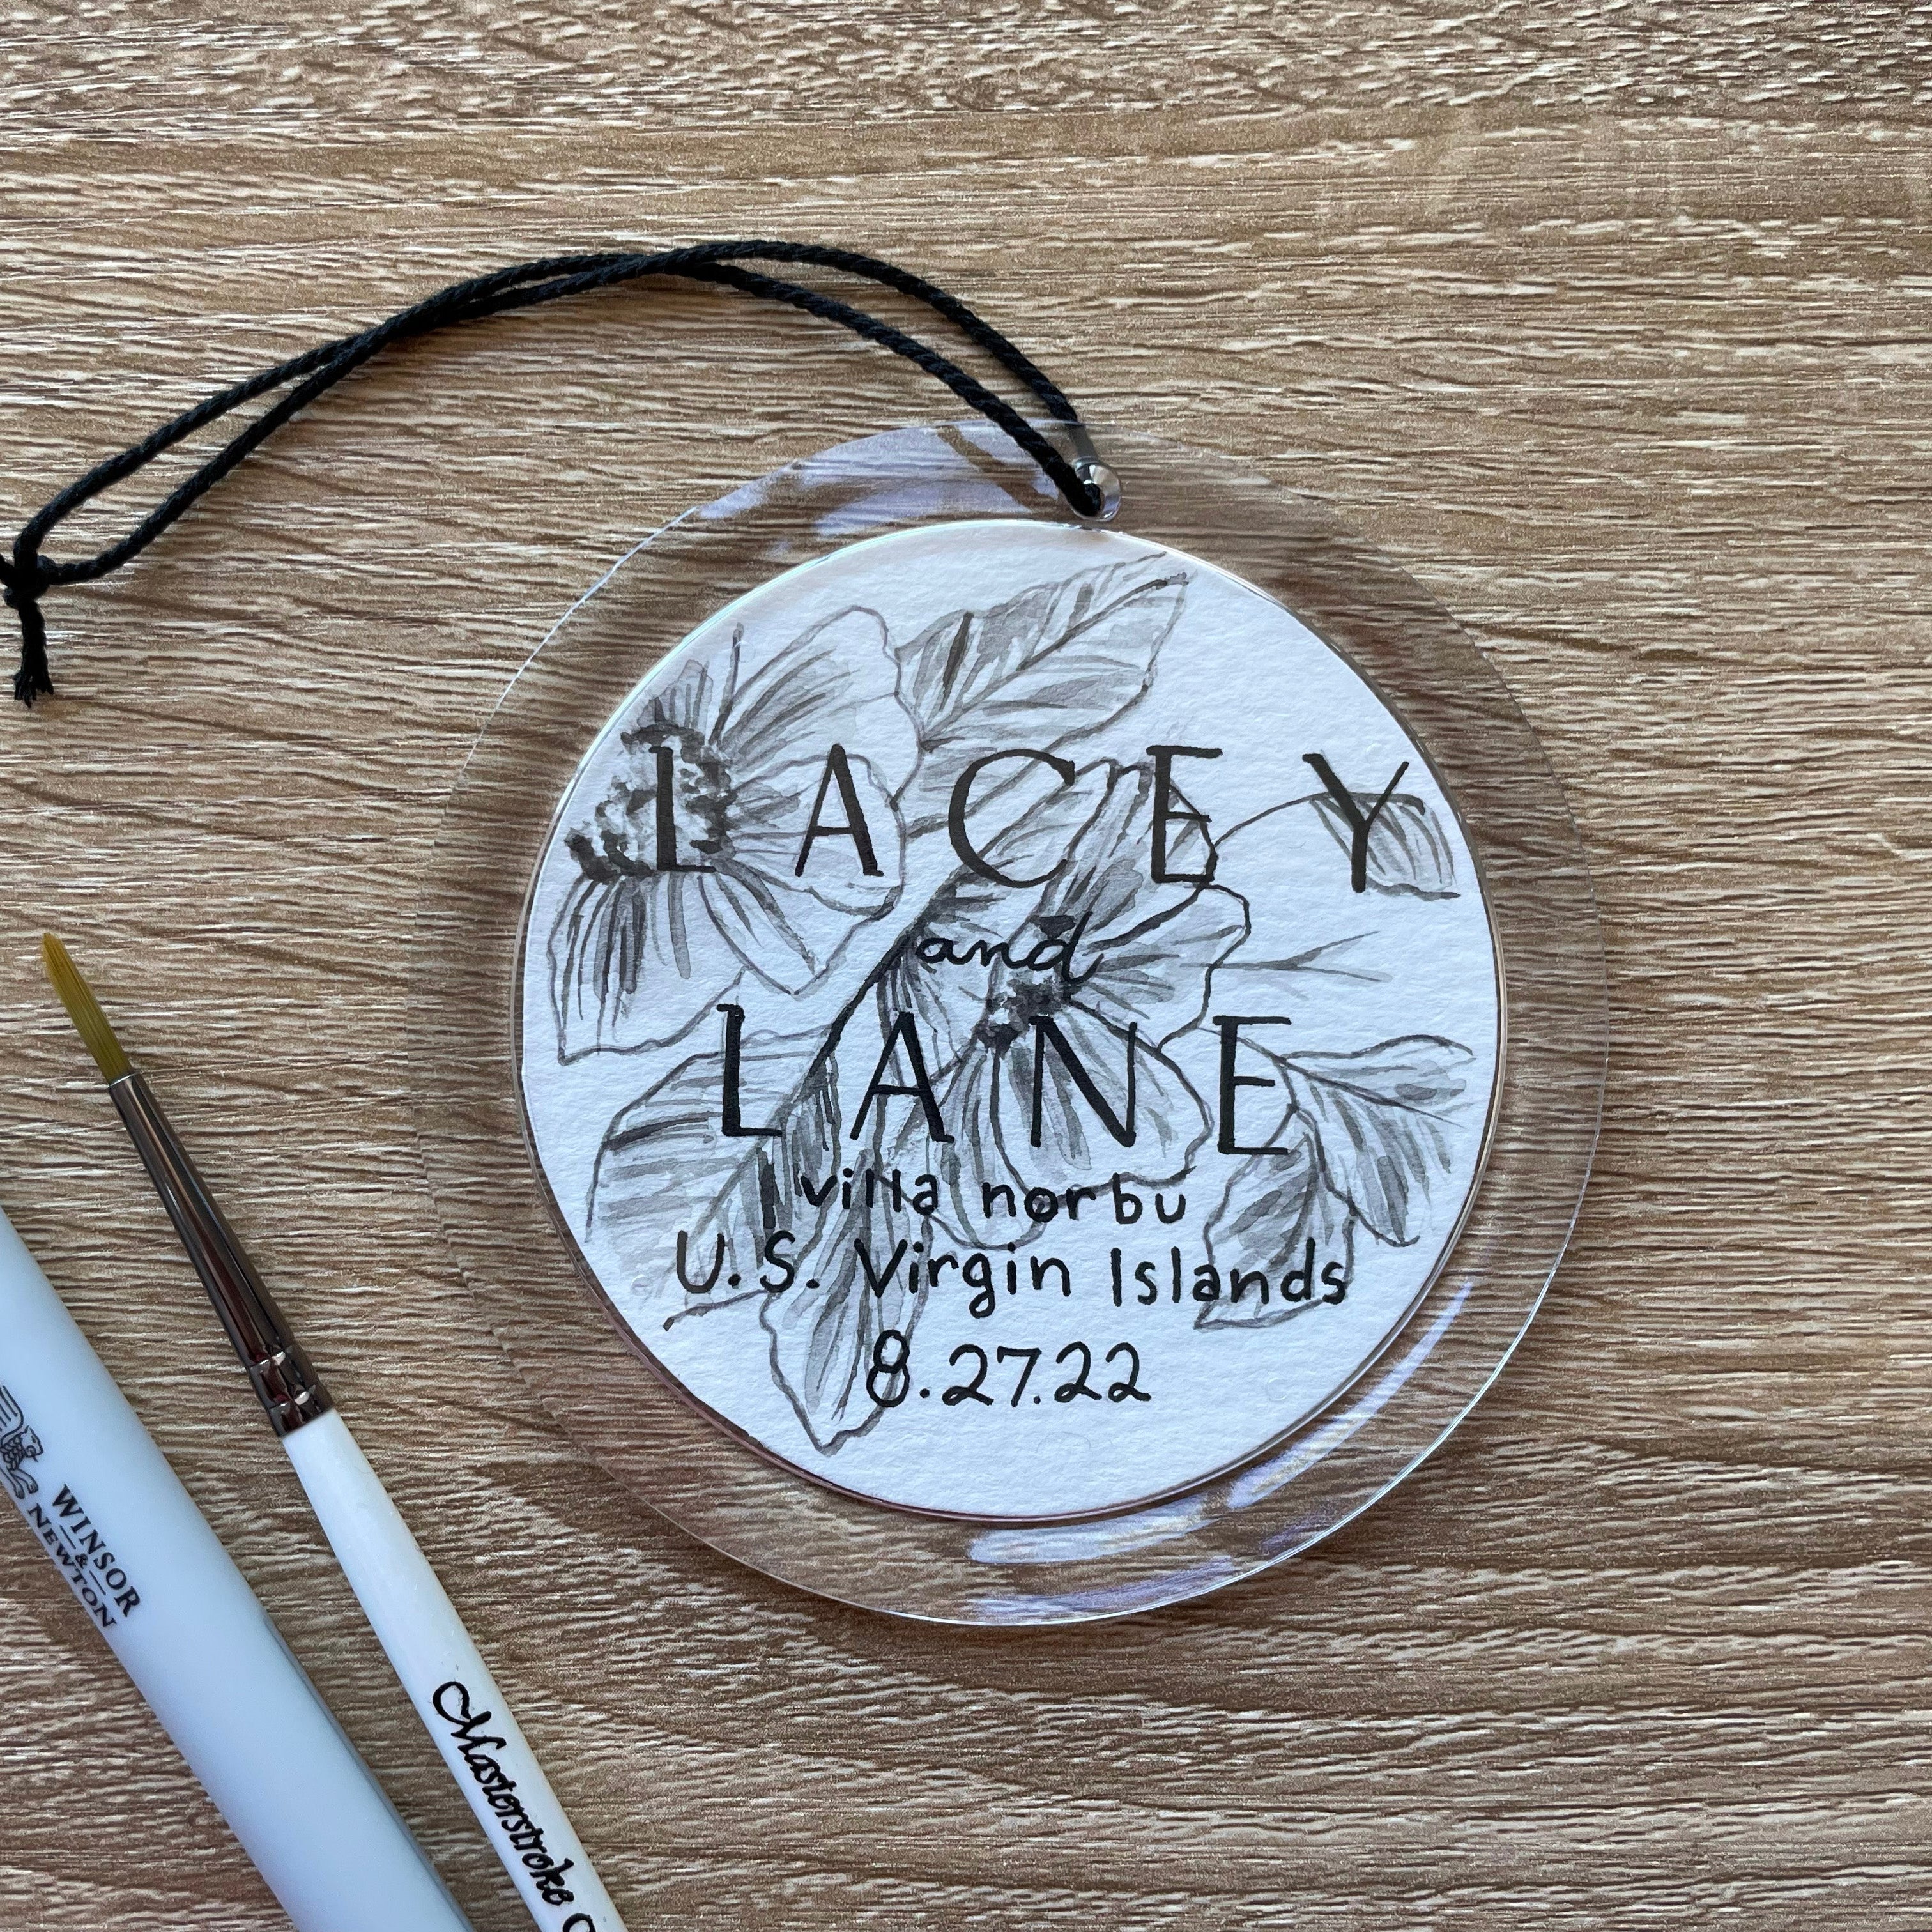 LACEY
and
LANE
villa norbu
U.S. Virgin Islands
8.27.22
WINSOR
&
NEWTON
Masterstroke